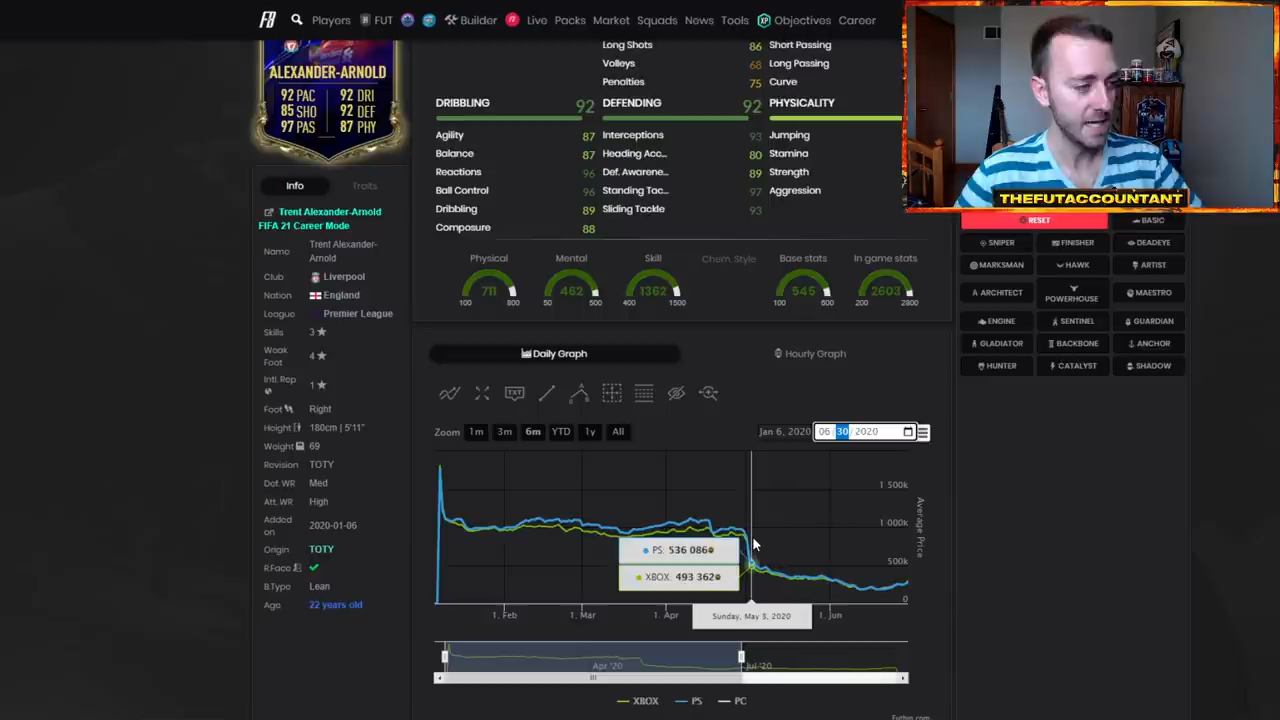 F8 Players FUT Builder Live Packs Market Squads News Tools XP Objectives Career
ALEXANDER-ARNOLD
92 PAC 92 DRI
85 SHO 92 DEF
97 PAS 87 PHY
Info Traits
Trent Alexander-Arnold
FIFA 21 Career Mode
Name Trent Alexander-Arnold
Club Liverpool
Nation England
League Premier League
Skills 3
Weak Foot 4
Intl. Rep 1
Foot Right
Height 180cm | 5'11"
Weight 69
Revision TOTY
Def. WR Med
Att. WR High
Added on 2020-01-06
Origin TOTY
R.Face
B.Type Lean
Age 22 years old
Long Shots 86 Short Passing
Volleys 68 Long Passing
Penalties 75 Curve
DRIBBLING 92 DEFENDING 92 PHYSICALITY
Agility 87 Interceptions 93 Jumping
Balance 87 Heading Acc... 80 Stamina
Reactions 96 Def. Awarene... 89 Strength
Ball Control 96 Standing Tac... 97 Aggression
Dribbling 89 Sliding Tackle 93
Composure 88
Physical Mental Skill Chem. Style Base stats In game stats
711 462 1362 545 2603
100 800 50 500 400 1500 100 600 200 2800
Daily Graph Hourly Graph
TXT
Zoom 1m 3m 6m YTD 1y All Jan 6, 2020 06/30/2020
1 500k
1 000k
500k
0
Average Price
PS: 536 086
XBOX: 493 362
1. Feb 1. Mar 1. Apr Sunday, May 3, 2020 1. Jun
Apr '20 Jul '20
XBOX PS PC
Futbin.com
THEFUTACCOUNTANT
RESET BASIC
SNIPER FINISHER DEADEYE
MARKSMAN HAWK ARTIST
ARCHITECT POWERHOUSE MAESTRO
ENGINE SENTINEL GUARDIAN
GLADIATOR BACKBONE ANCHOR
HUNTER CATALYST SHADOW